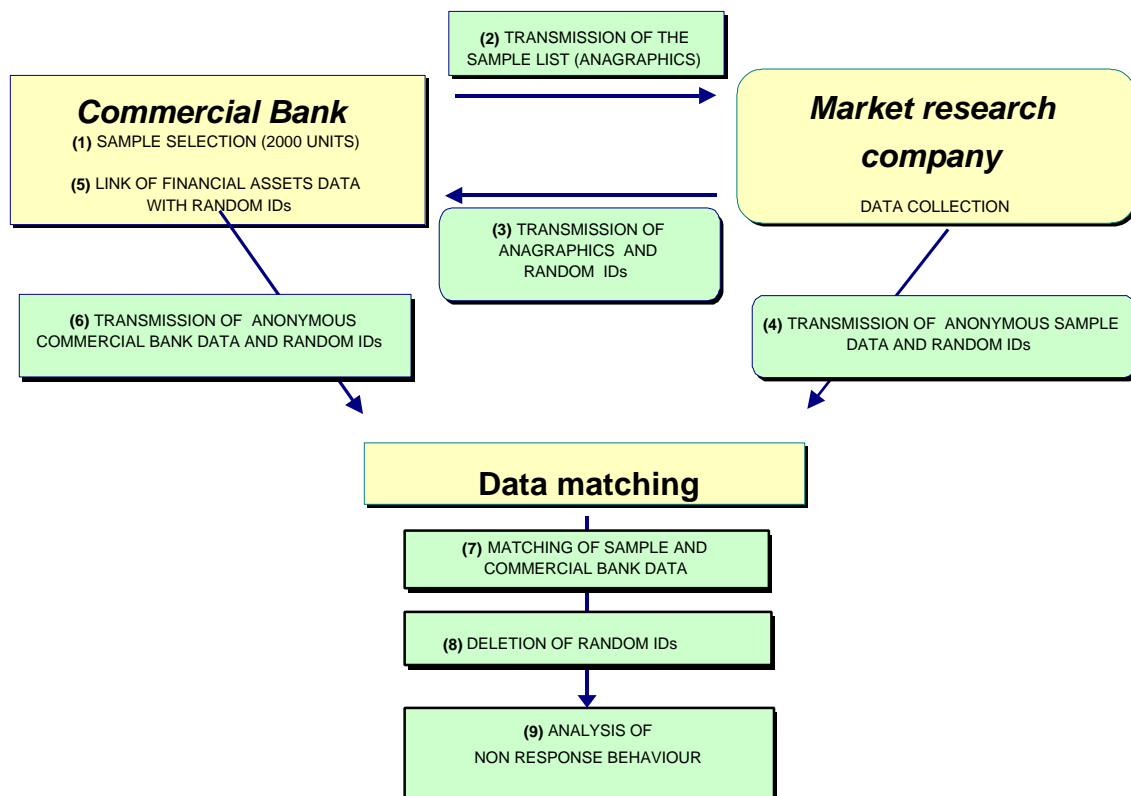 (2) TRANSMISSION OF THE
SAMPLE LIST (ANAGRAPHICS)
Commercial Bank
(1) SAMPLE SELECTION (2000 UNITS)
(5) LINK OF FINANCIAL ASSETS DATA
WITH RANDOM IDs
Market research
company
DATA COLLECTION
(3) TRANSMISSION OF
ANAGRAPHICS AND
RANDOM IDs
(6) TRANSMISSION OF ANONYMOUS
COMMERCIAL BANK DATA AND RANDOM IDs
(4) TRANSMISSION OF ANONYMOUS SAMPLE
DATA AND RANDOM IDs
Data matching
(7) MATCHING OF SAMPLE AND
COMMERCIAL BANK DATA
(8) DELETION OF RANDOM IDs
(9) ANALYSIS OF
NON RESPONSE BEHAVIOUR